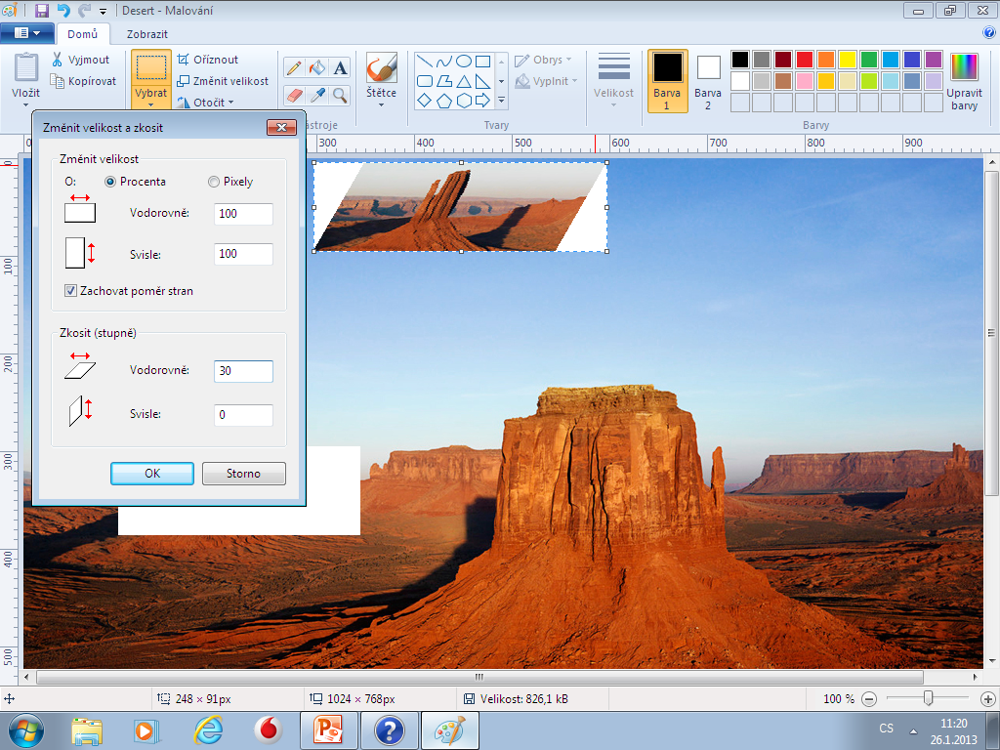 Desert - Malování
Domů
Zobrazit
Vložit
Vyjmout
Kopírovat
Vybrat
Oříznout
Změnit velikost
Otočit
A
Štětce
Obrys
Vyplnit
Velikost
Barva
1
Barva
2
Upravit
barvy
Tvary
Barvy
300 400 500 600 700 800 900
0
100
200
300
400
500
Změnit velikost a zkosit
Změnit velikost
O: Procenta Pixely
Vodorovně: 100
Svisle: 100
Zachovat poměr stran
Zkosit (stupně)
Vodorovně: 30
Svisle: 0
OK Storno
248 × 91px
1024 × 768px
Velikost: 826,1 kB
100 %
CS
11:20
26.1.2013